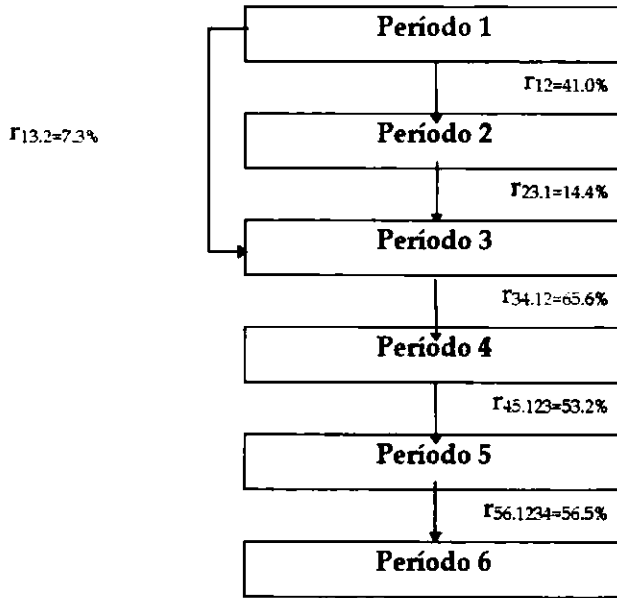 Período 1
r12=41.0%
r13.2=7.3%
Período 2
r23.1=14.4%
Período 3
r34.12=65.6%
Período 4
r45.123=53.2%
Período 5
r56.1234=56.5%
Período 6